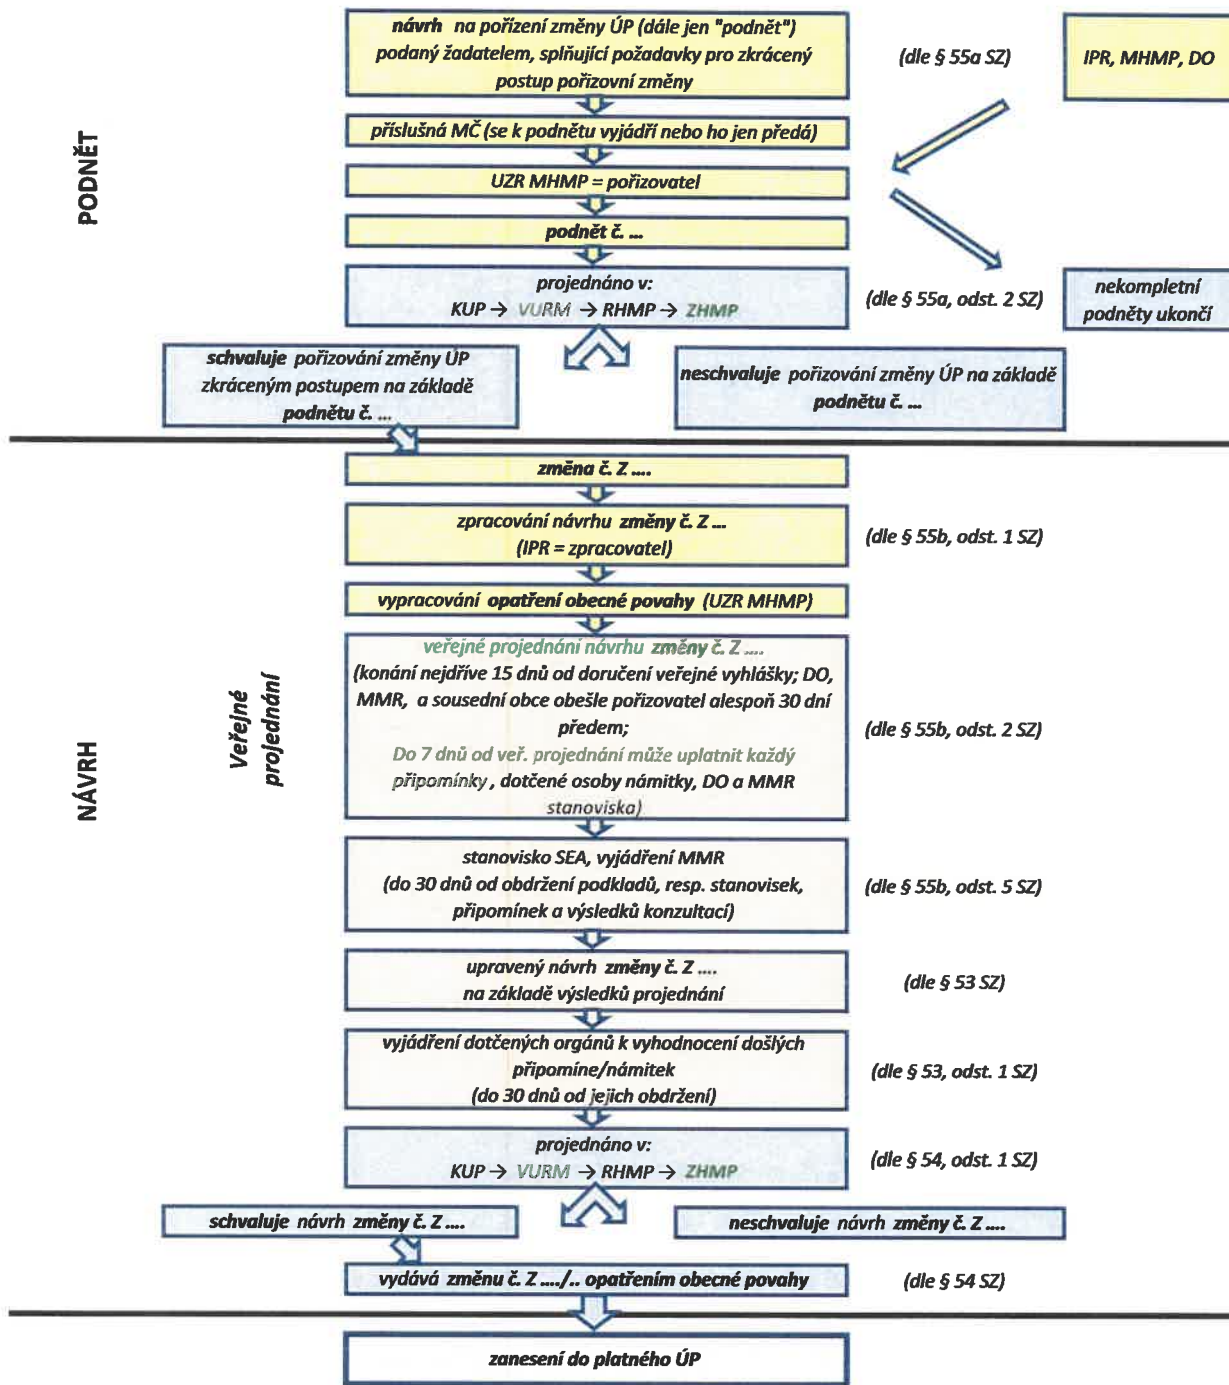 PODNĚT
návrh na pořízení změny ÚP (dále jen "podnět")
podaný žadatelem, splňující požadavky pro zkrácený
postup pořizovní změny
(dle § 55a SZ)
IPR, MHMP, DO
příslušná MČ (se k podnětu vyjádří nebo ho jen předá)
UZR MHMP = pořizovatel
podnět č. ...
projednáno v:
KUP → VURM → RHMP → ZHMP
(dle § 55a, odst. 2 SZ)
nekompletní
podněty ukončí
schvaluje pořizování změny ÚP
zkráceným postupem na základě
podnětu č. ...
neschvaluje pořizování změny ÚP na základě
podnětu č. ...
NÁVRH
změna č. Z ....
zpracování návrhu změny č. Z ...
(IPR = zpracovatel)
(dle § 55b, odst. 1 SZ)
vypracování opatření obecné povahy (UZR MHMP)
Veřejné
projednání
veřejné projednání návrhu změny č. Z ....
(konání nejdříve 15 dnů od doručení veřejné vyhlášky; DO,
MMR, a sousední obce obešle pořizovatel alespoň 30 dní
předem;
Do 7 dnů od veř. projednání může uplatnit každý
připomínky , dotčené osoby námitky, DO a MMR
stanoviska)
(dle § 55b, odst. 2 SZ)
stanovisko SEA, vyjádření MMR
(do 30 dnů od obdržení podkladů, resp. stanovisek,
připomínek a výsledků konzultací)
(dle § 55b, odst. 5 SZ)
upravený návrh změny č. Z ....
na základě výsledků projednání
(dle § 53 SZ)
vyjádření dotčených orgánů k vyhodnocení došlých
připomíne/námitek
(do 30 dnů od jejich obdržení)
(dle § 53, odst. 1 SZ)
projednáno v:
KUP → VURM → RHMP → ZHMP
(dle § 54, odst. 1 SZ)
schvaluje návrh změny č. Z ....
neschvaluje návrh změny č. Z ....
vydává změnu č. Z ..../.. opatřením obecné povahy
(dle § 54 SZ)
zanesení do platného ÚP